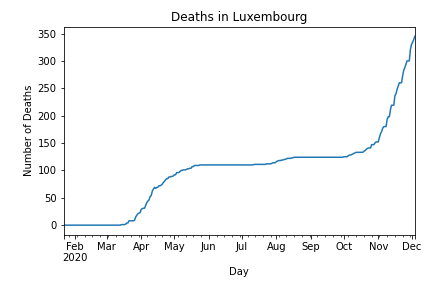 Deaths in Luxembourg
350
300
250
200
150
100
50
0
Number of Deaths
Feb Mar Apr May Jun Jul Aug Sep Oct Nov Dec
2020
Day